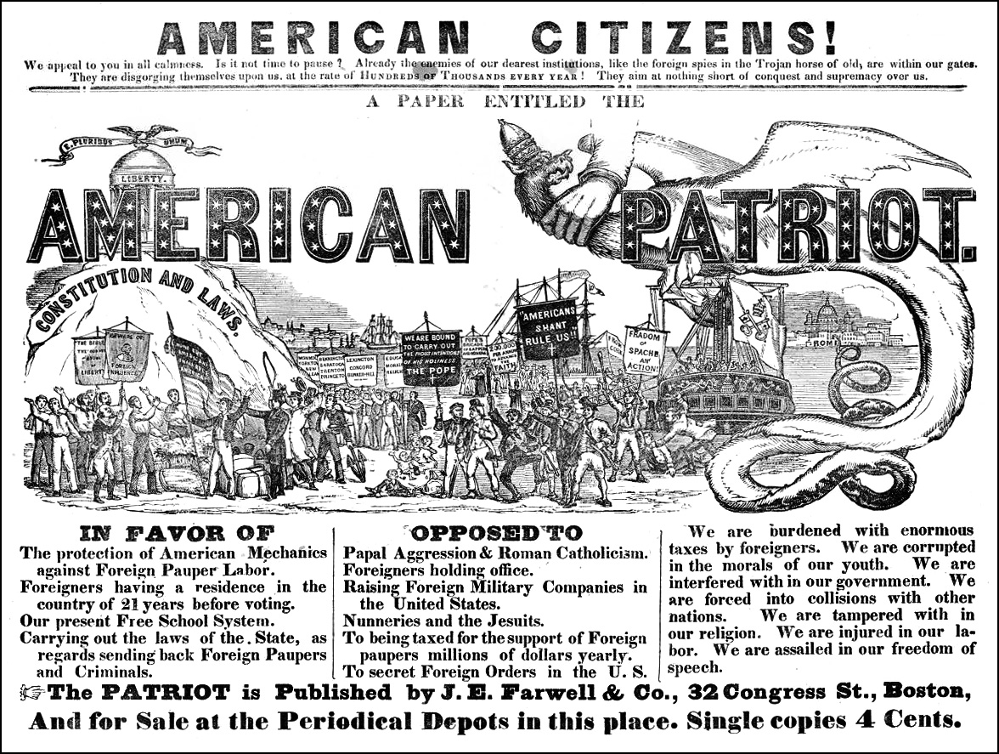 AMERICAN CITIZENS!
We appeal to you in all calmness. Is it not time to pause? Already the enemies of our dearest institutions, like the foreign spies in the Trojan horse of old, are within our gates.
They are disgorging themselves upon us, at the rate of HUNDREDS OF THOUSANDS EVERY YEAR! They aim at nothing short of conquest and supremacy over us.
A PAPER ENTITLED THE
E. PLURIBUS UNUM
LIBERTY.
AMERICAN PATRIOT.
CONSTITUTION AND LAWS.
THE BIBLE
LIBERTY
BEWARE OF
FOREIGN
INFLUENCE
BENNINGTON
SARATOGA
TRENTON
PRINCETON
LEXINGTON
CONCORD
BUNKER-HILL
WE ARE BOUND
TO CARRY OUT
THE PIOUS INTENTIONS
OF HIS HOLINESS
THE POPE
FAITH
"AMERICANS
SHANT
RULE US"!
FRADOM
OF
SPACHE
AN'
ACTION!
ROME
IN FAVOR OF
The protection of American Mechanics
against Foreign Pauper Labor.
Foreigners having a residence in the
country of 21 years before voting.
Our present Free School System.
Carrying out the laws of the State, as
regards sending back Foreign Paupers
and Criminals.
OPPOSED TO
Papal Aggression & Roman Catholicism.
Foreigners holding office.
Raising Foreign Military Companies in
the United States.
Nunneries and the Jesuits.
To being taxed for the support of Foreign
paupers millions of dollars yearly.
To secret Foreign Orders in the U. S.
We are burdened with enormous
taxes by foreigners. We are corrupted
in the morals of our youth. We are
interfered with in our government. We
are forced into collisions with other
nations. We are tampered with in
our religion. We are injured in our la-
bor. We are assailed in our freedom of
speech.
☞The PATRIOT is Published by J. E. Farwell & Co., 32 Congress St., Boston,
And for Sale at the Periodical Depots in this place. Single copies 4 Cents.